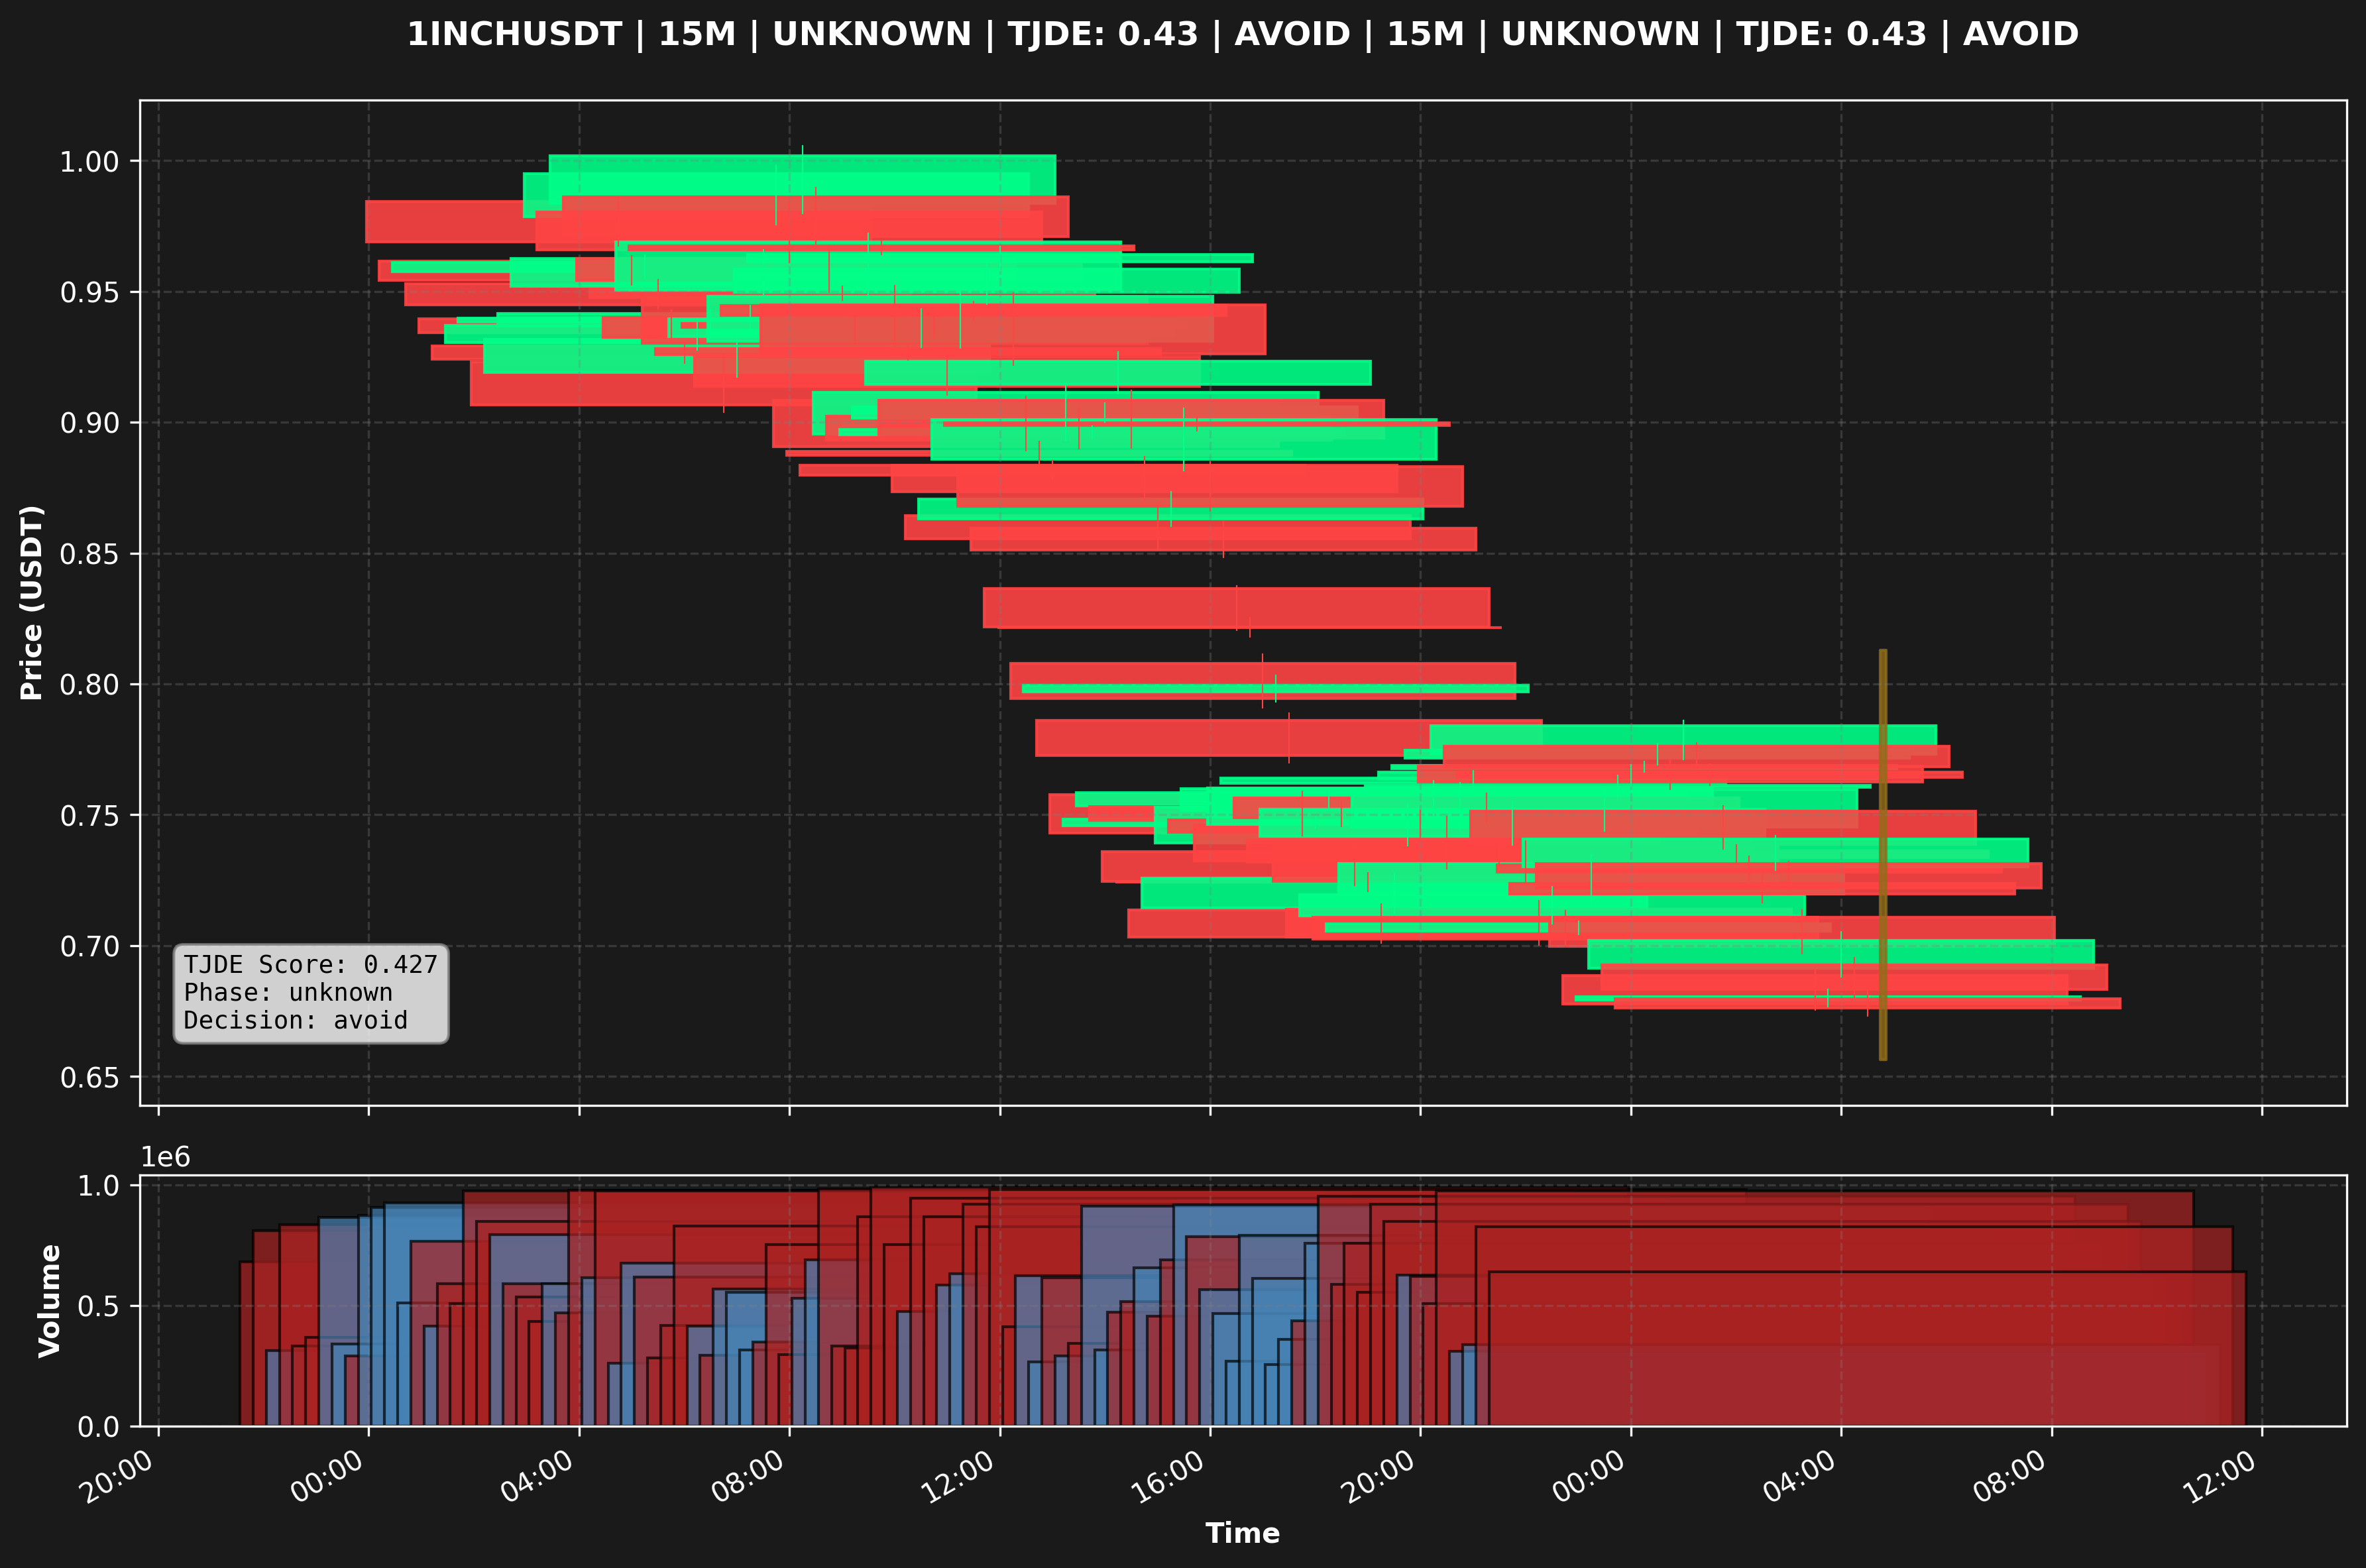 1INCHUSDT | 15M | UNKNOWN | TJDE: 0.43 | AVOID | 15M | UNKNOWN | TJDE: 0.43 | AVOID
Price (USDT)
1.00
0.95
0.90
0.85
0.80
0.75
0.70
0.65
TJDE Score: 0.427
Phase: unknown
Decision: avoid
1e6
Volume
1.0
0.5
0.0
20:00 00:00 04:00 08:00 12:00 16:00 20:00 00:00 04:00 08:00 12:00
Time